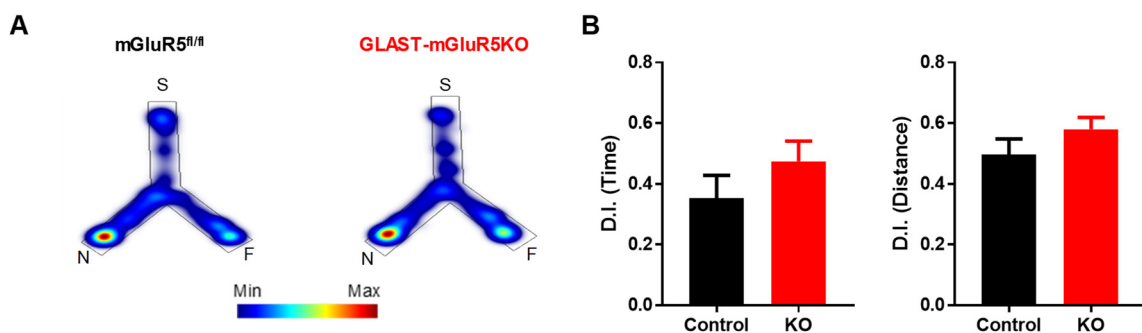 A
mGluR5fl/fl
GLAST-mGluR5KO
S
S
N
F
N
F
Min
Max
B
D.I. (Time)
0.8
0.6
0.4
0.2
0.0
Control
KO
D.I. (Distance)
0.8
0.6
0.4
0.2
0.0
Control
KO